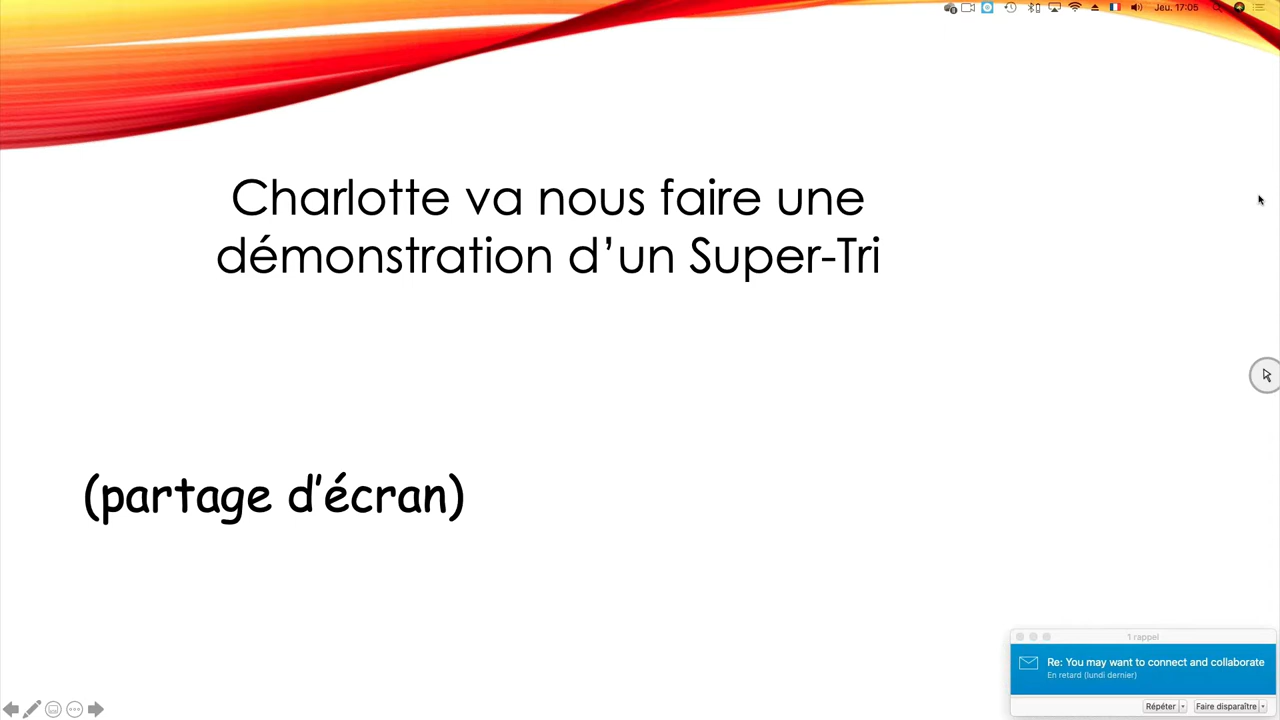 Jeu. 17:05
Charlotte va nous faire une
démonstration d’un Super-Tri
(partage d’écran)
1 rappel
Re: You may want to connect and collaborate
En retard (lundi dernier)
Répéter
Faire disparaître